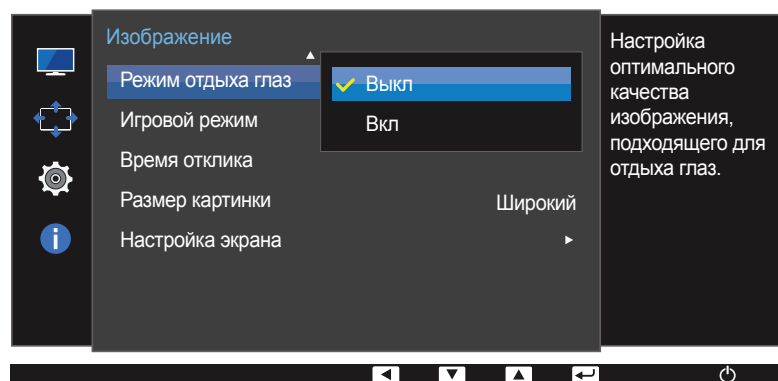 Изображение
Режим отдыха глаз
Выкл
Игровой режим
Вкл
Время отклика
Размер картинки
Широкий
Настройка экрана
Настройка
оптимального
качества
изображения,
подходящего для
отдыха глаз.